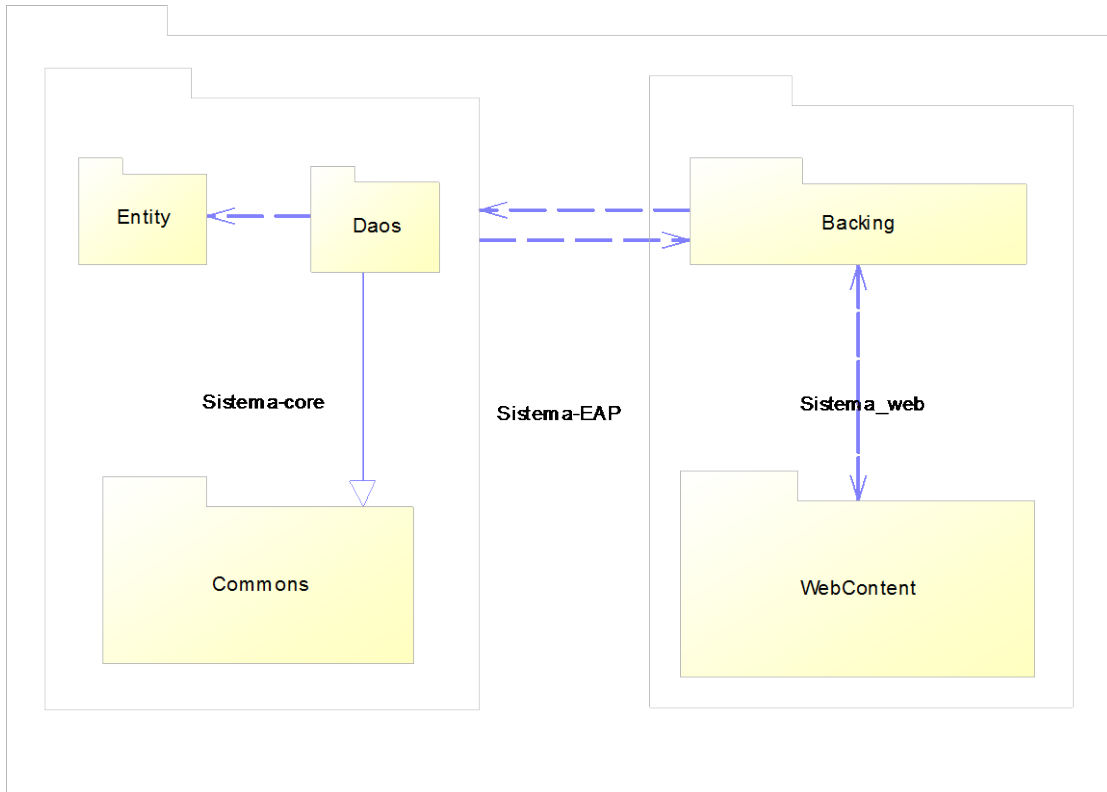 Entity
Daos
Backing
Sistema-core
Sistema-EAP
Sistema_web
Commons
WebContent